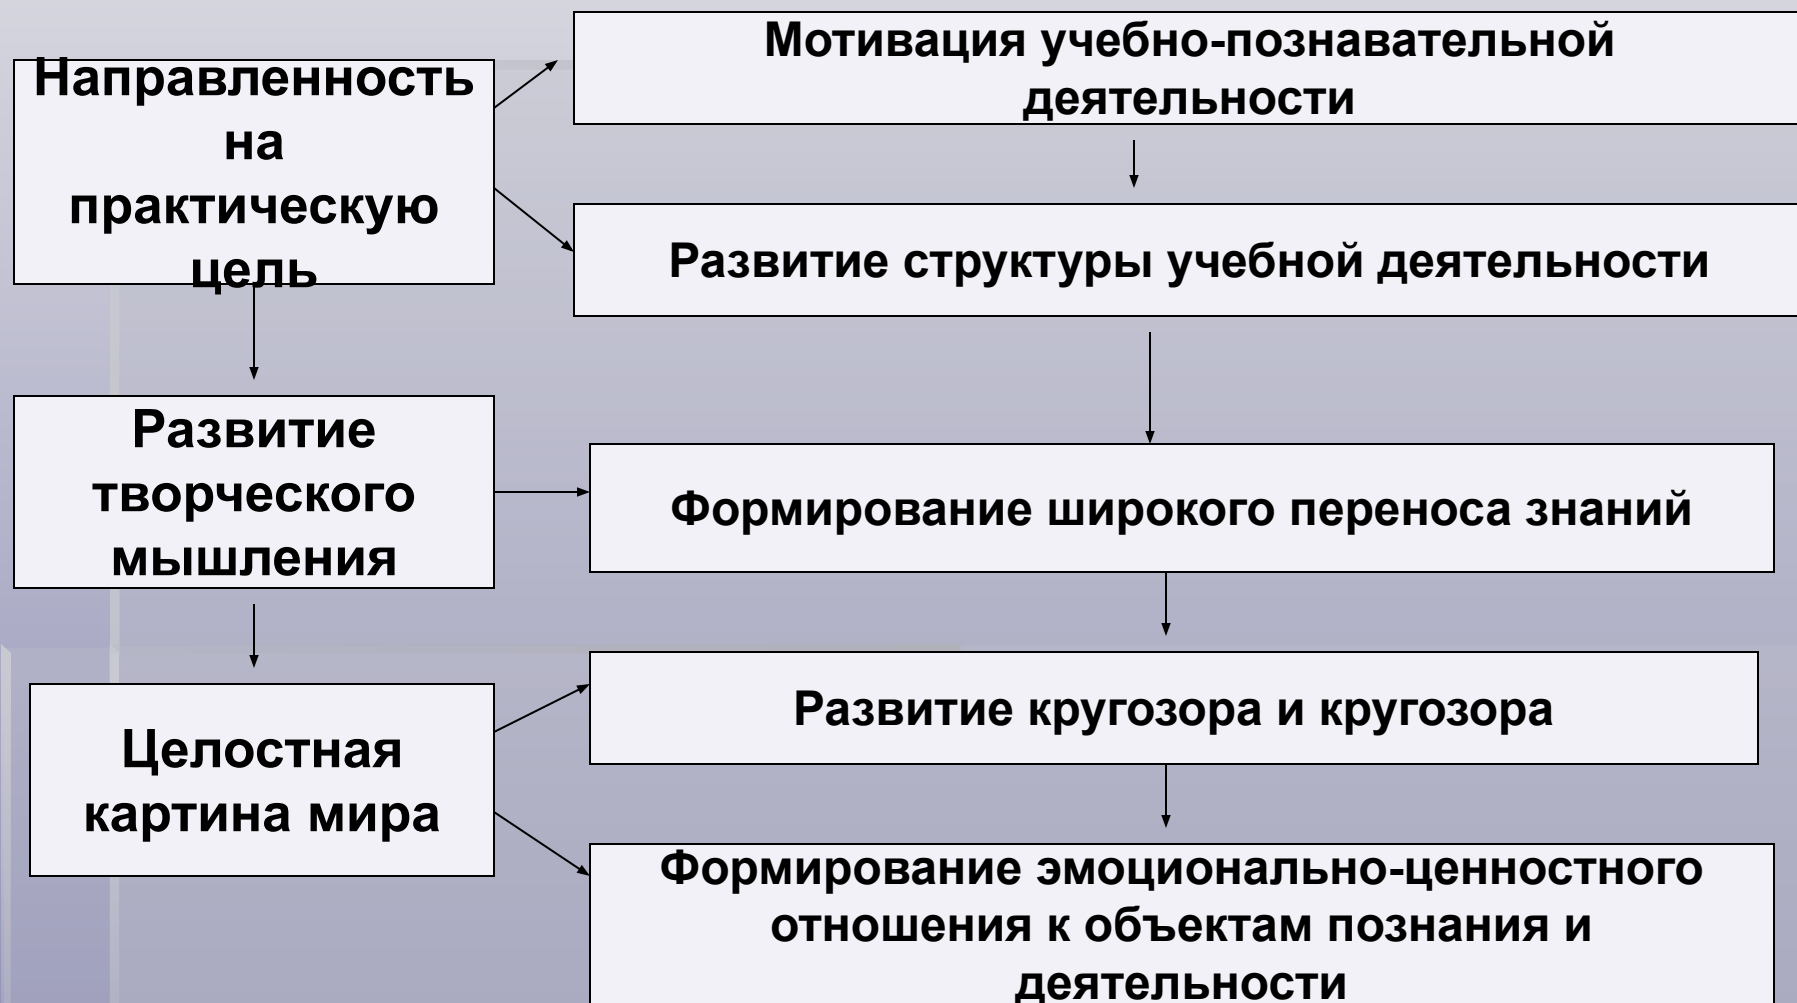 Мотивация учебно-познавательной
деятельности
Направленность
на
практическую
цель
Развитие структуры учебной деятельности
Развитие
творческого
мышления
Формирование широкого переноса знаний
Развитие кругозора и кругозора
Целостная
картина мира
Формирование эмоционально-ценностного
отношения к объектам познания и
деятельности